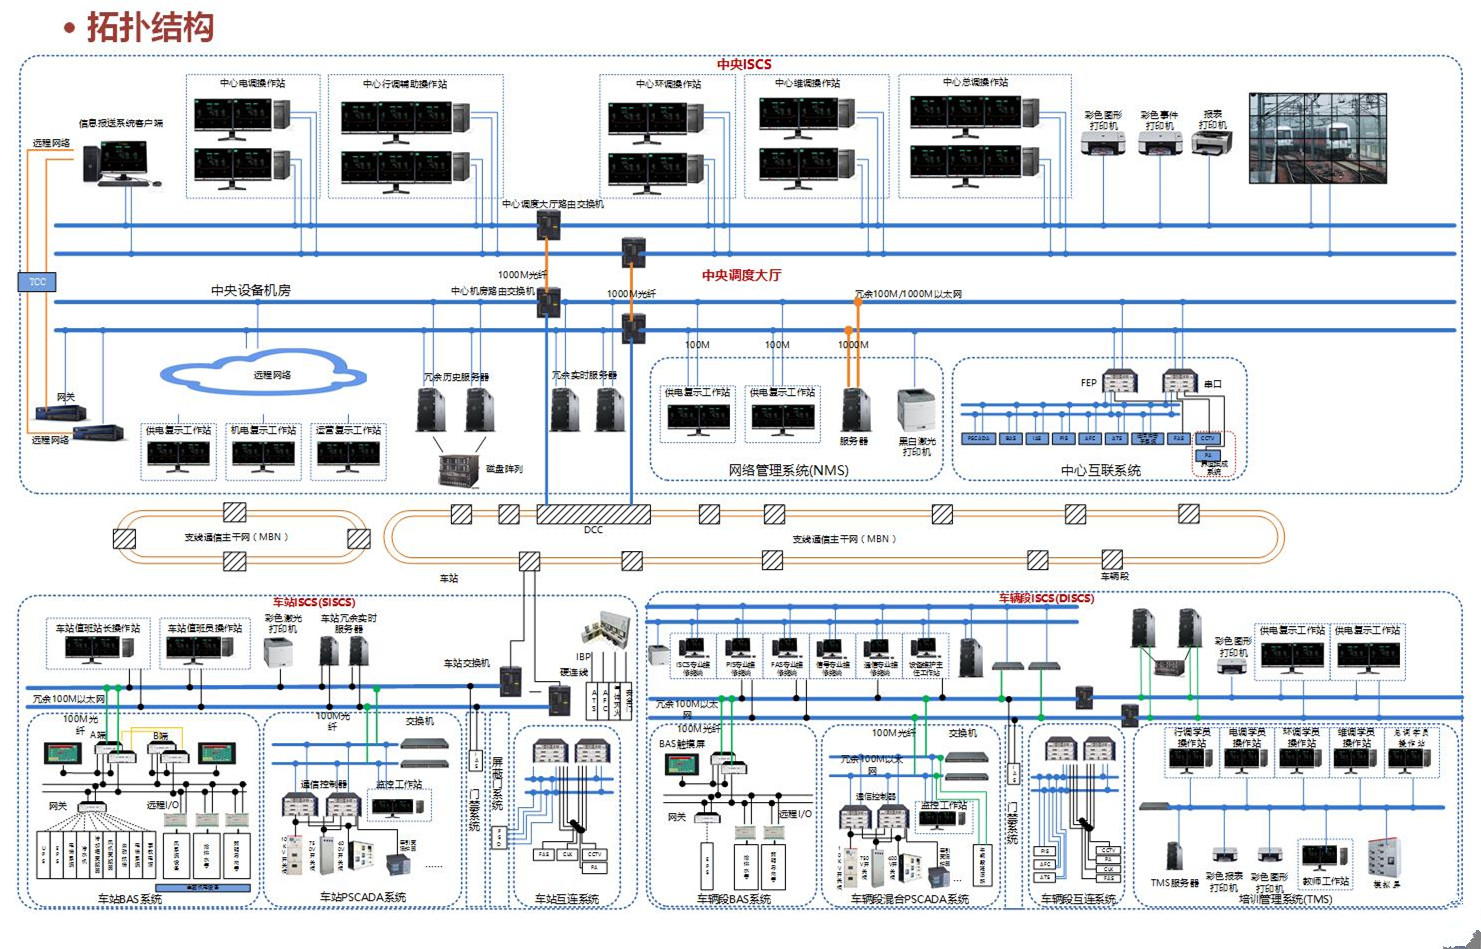 • 拓扑结构
中央ISCS
中心电调操作站
中心行调辅助操作站
中心环调操作站
中心维调操作站
中心总调操作站
信息报送系统客户端
远程网络
彩色图形
打印机
彩色事件
打印机
报表
打印机
中心调度大厅路由交换机
TCC
1000M光纤
中央调度大厅
中央设备机房
中心机房路由交换机
1000M光纤
冗余100M/1000M以太网
100M
100M
1000M
远程网络
网关
远程网络
冗余历史服务器
冗余实时服务器
磁盘阵列
供电复示工作站
机电复示工作站
运营复示工作站
供电复示工作站
供电复示工作站
服务器
黑白激光
打印机
网络管理系统(NMS)
FEP
串口
PSCADA
BAS
PIS
AFC
ATS
FAS
CCTV
PA
中心互联系统
DCC
支线通信主干网（MBN）
支线通信主干网（MBN）
车站
车辆段
车站ISCS(SISCS)
车站值班站长操作站
车站值班员操作站
彩色激光
打印机
车站冗余实时
服务器
车站交换机
IBP
硬连线
ATS
AFC
冗余100M以太网
100M光
纤
A端
B端
网关
远程I/O
UPS
车站BAS系统
100M光
纤
交换机
通信控制器
监控工作站
……
车站PSCADA系统
门禁系统
屏蔽门系统
PSD
FAS
CLK
CCTV
PA
车站互连系统
车辆段ISCS(DISCS)
ISCS专业维
修终端
PIS专业维
修终端
FAS专业维
修终端
信号专业维
修终端
通信专业维
修终端
设备维护主
任工作站
彩色图形
打印机
供电复示工作站
供电复示工作站
冗余100M以太
网
100M光纤
BAS触摸屏
网关
远程I/O
车辆段BAS系统
100M光纤
交换机
冗余100M以太
网
通信控制器
监控工作站
车辆段混合PSCADA系统
门禁系统
PIS
AFC
ATS
CCTV
PA
CLK
FAS
车辆段互连系统
行调学员
操作站
电调学员
操作站
环调学员
操作站
维调学员
操作站
总调学员
操作站
TMS服务器
彩色报表
打印机
彩色图形
打印机
教师工作站
模拟屏
培训管理系统(TMS)